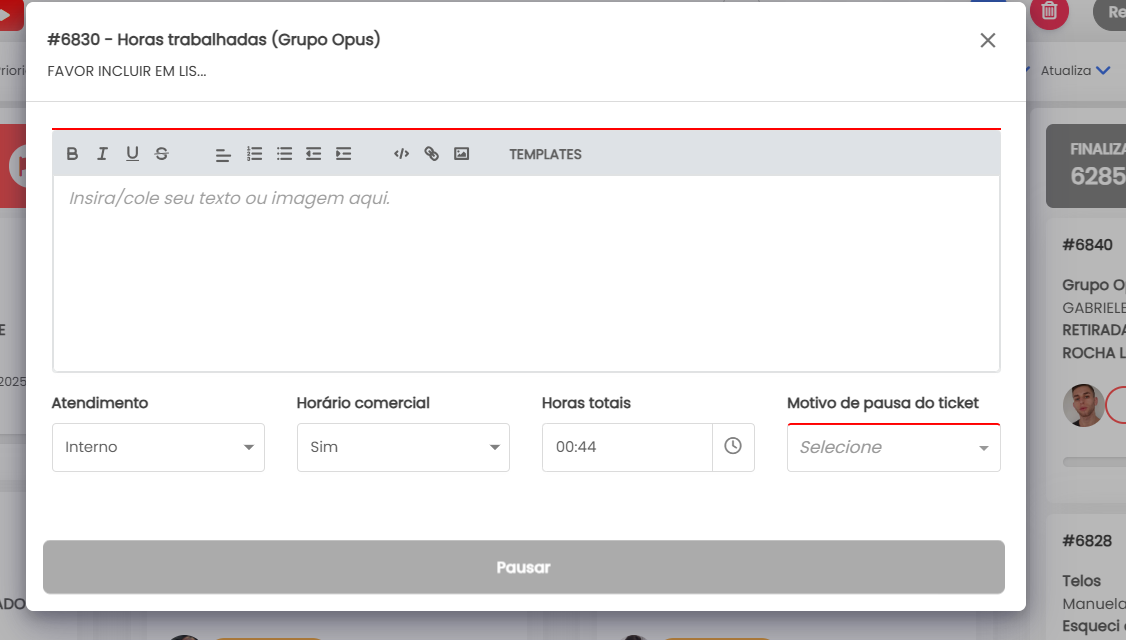 #6830 - Horas trabalhadas (Grupo Opus)
FAVOR INCLUIR EM LIS...
Atualiza
TEMPLATES
Insira/cole seu texto ou imagem aqui.
Atendimento
Horário comercial
Horas totais
Motivo de pausa do ticket
Interno
Sim
00:44
Selecione
Pausar
Re
FINALIZA
6285
#6840
Grupo O
GABRIELE
RETIRADA
ROCHA L
#6828
Telos
Manuela
Esqueci
2025
ADO